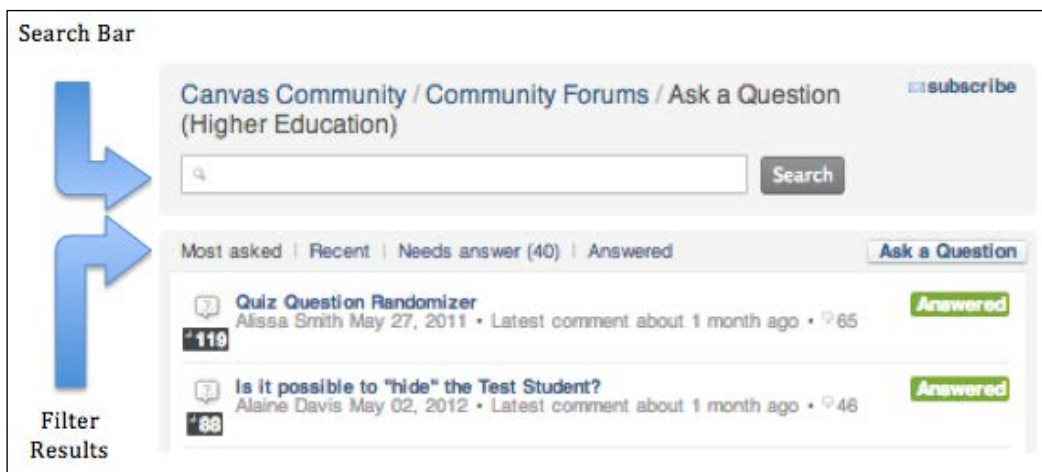 Search Bar
Canvas Community / Community Forums / Ask a Question
(Higher Education)
subscribe
Search
Most asked | Recent | Needs answer (40) | Answered
Ask a Question
Quiz Question Randomizer
Answered
Alissa Smith May 27, 2011 • Latest comment about 1 month ago • 65
119
Is it possible to "hide" the Test Student?
Answered
Alaine Davis May 02, 2012 • Latest comment about 1 month ago • 46
88
Filter
Results